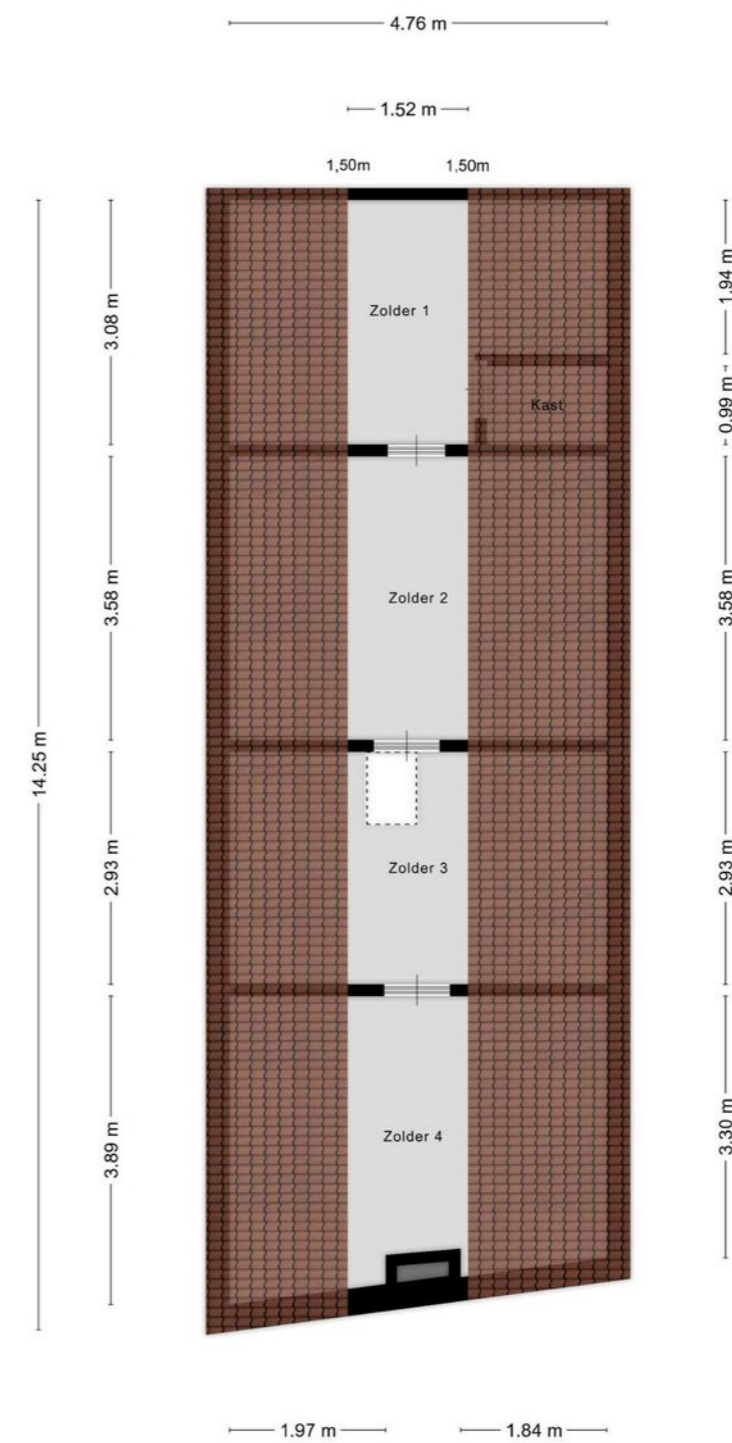 4.76 m
1.52 m
1,50m 1,50m
3.08 m
1.94 m
Zolder 1
0.99 m
Kast
3.58 m
Zolder 2
3.58 m
14.25 m
2.93 m
Zolder 3
2.93 m
3.89 m
Zolder 4
3.30 m
1.97 m
1.84 m